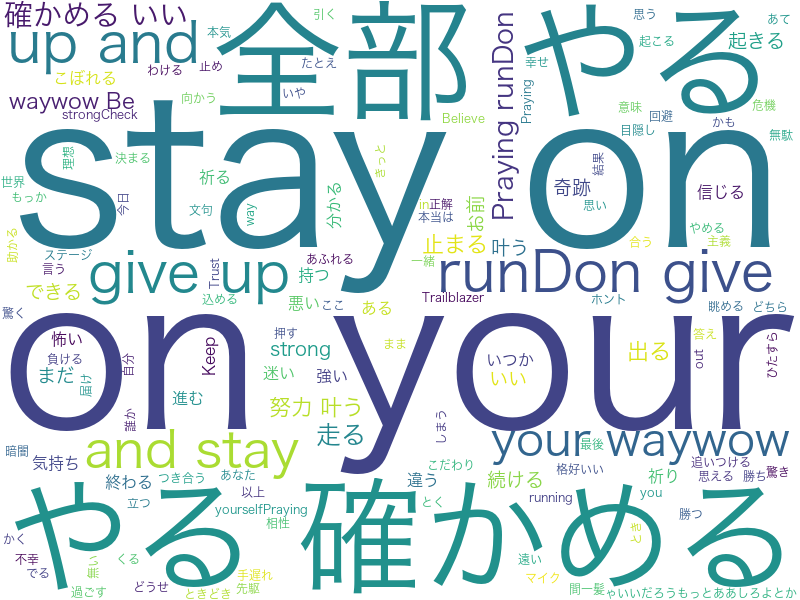 確かめる いい
up and
全部
やる
本気
引く
思う
あて
起こる
起きる
こぼれる
わける
止め
たとえ
幸せ
waywow Be
いや
向かう
Praying runDon
Praying
意味
危機
strongCheck
Believe
回避
かも
目隠し
無駄
stay on
理想
決まる
きっと
結果
世界
祈る
奇跡
信じる
もっか
今日
文句
way
分かる
お前
in
正解
本当は
思い
やめる
助かる
ステージ
止まる
叶う
合う
主義
言う
Trust
あふれる
一緒
give up
持つ
runDon give
眺める
どちら
できる
込める
悪い
ここ
ある
Trailblazer
ホント
驚く
on your
怖い
押す
まま
答え
負ける
Keep
strong
いつか
出る
out
ひたすら
まだ
届け
自分
迷い
強い
いい
進む
努力 叶う
誰か
走る
しまう
your waywow
and stay
最後
暗闇
気持ち
こだわり
格好いい
追いつける
終わる
つき合う
あなた
違う
続ける
祈り
思える
勝ち
驚き
やる
確かめる
以上
running
you
立つ
yourselfPraying
とく
勝つ
かく
相性
とき
不幸
無い
くる
遠い
でる
どうせ
手遅れ
マイク
間一髪
過ごす
ときどき
先駆
ゃいいだろうもっとああしろよとか